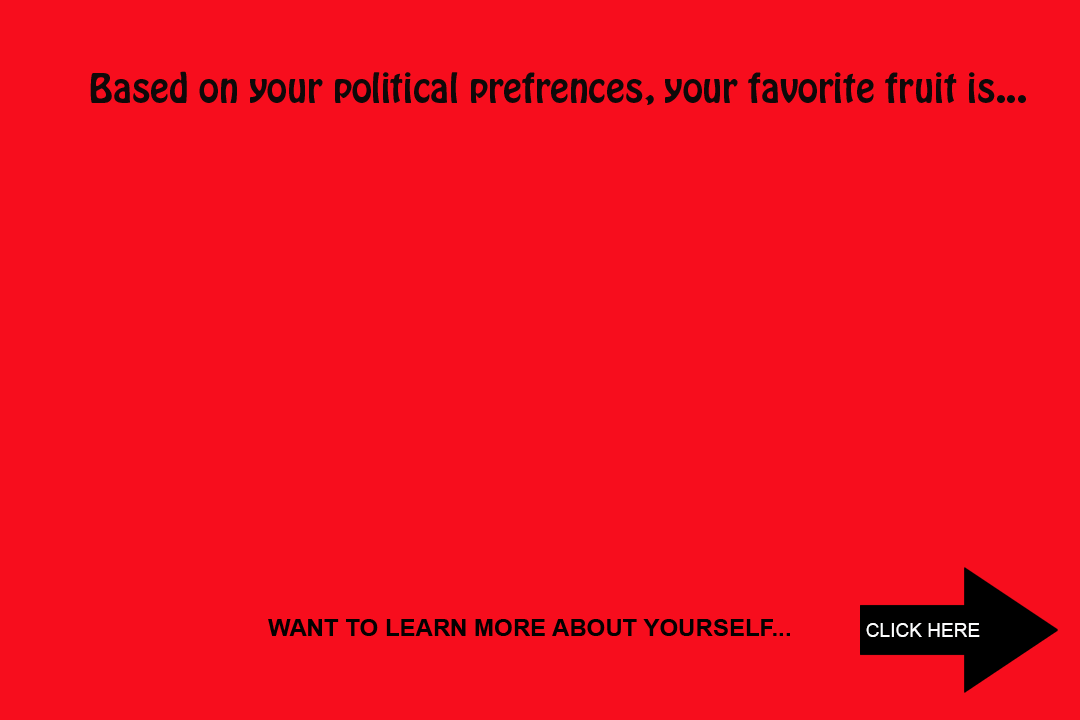 Based on your political prefrences, your favorite fruit is...
WANT TO LEARN MORE ABOUT YOURSELF...
CLICK HERE